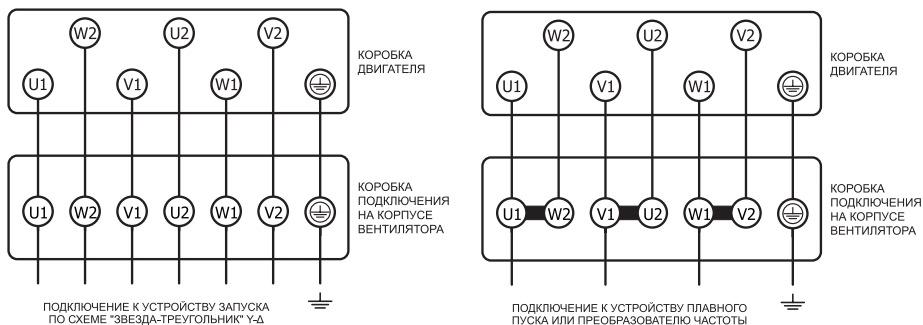 W2 U2 V2
КОРОБКА
ДВИГАТЕЛЯ
U1 V1 W1
КОРОБКА
ПОДКЛЮЧЕНИЯ
НА КОРПУСЕ
ВЕНТИЛЯТОРА
U1 W2 V1 U2 W1 V2
ПОДКЛЮЧЕНИЕ К УСТРОЙСТВУ ЗАПУСКА
ПО СХЕМЕ "ЗВЕЗДА-ТРЕУГОЛЬНИК" Y-Δ
W2 U2 V2
КОРОБКА
ДВИГАТЕЛЯ
U1 V1 W1
КОРОБКА
ПОДКЛЮЧЕНИЯ
НА КОРПУСЕ
ВЕНТИЛЯТОРА
U1 W2 V1 U2 W1 V2
ПОДКЛЮЧЕНИЕ К УСТРОЙСТВУ ПЛАВНОГО
ПУСКА ИЛИ ПРЕОБРАЗОВАТЕЛЮ ЧАСТОТЫ